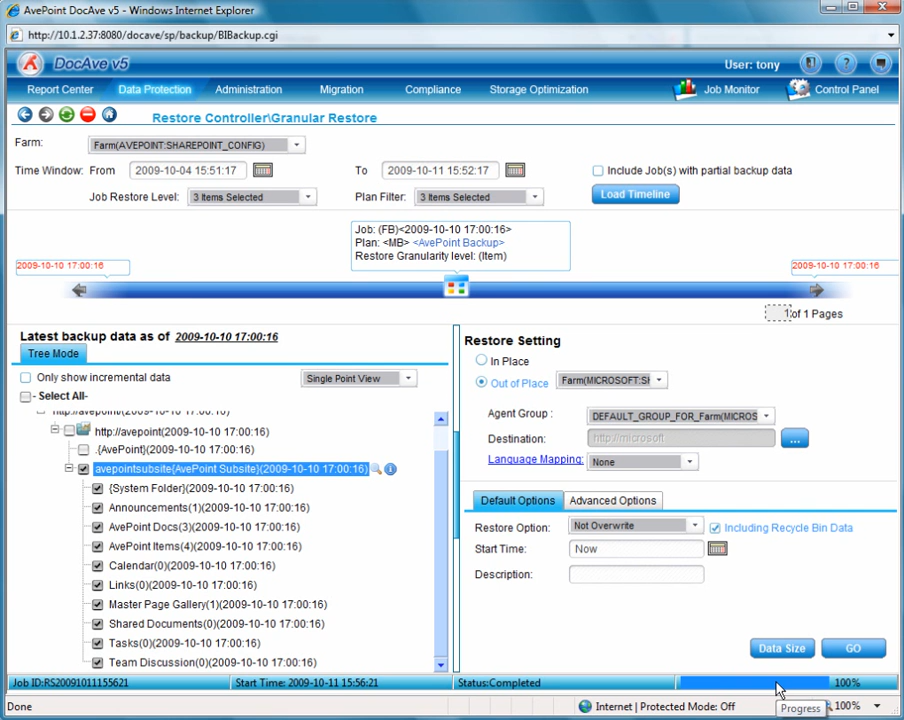 AvePoint DocAve v5 - Windows Internet Explorer
http://10.1.2.37:8080/docave/sp/backup/BIBackup.cgi
DocAve v5
User: tony
?
Report Center Data Protection Administration Migration Compliance Storage Optimization Job Monitor Control Panel
Restore Controller\Granular Restore
Farm: Farm(AVEPOINT:SHAREPOINT_CONFIG)
Time Window: From 2009-10-04 15:51:17 To 2009-10-11 15:52:17 Include Job(s) with partial backup data
Job Restore Level: 3 Items Selected Plan Filter: 3 Items Selected Load Timeline
Job: (FB)<2009-10-10 17:00:16>
Plan: <MB> <AvePoint Backup>
Restore Granularity level: (Item)
2009-10-10 17:00:16 2009-10-10 17:00:16
1 of 1 Pages
Latest backup data as of 2009-10-10 17:00:16
Tree Mode
Only show incremental data Single Point View
- Select All-
http://avepoint(2009-10-10 17:00:16)
http://avepoint(2009-10-10 17:00:16)
.{AvePoint}(2009-10-10 17:00:16)
avepointsubsite{AvePoint Subsite}(2009-10-10 17:00:16)
{System Folder}(2009-10-10 17:00:16)
Announcements(1)(2009-10-10 17:00:16)
AvePoint Docs(3)(2009-10-10 17:00:16)
AvePoint Items(4)(2009-10-10 17:00:16)
Calendar(0)(2009-10-10 17:00:16)
Links(0)(2009-10-10 17:00:16)
Master Page Gallery(1)(2009-10-10 17:00:16)
Shared Documents(0)(2009-10-10 17:00:16)
Tasks(0)(2009-10-10 17:00:16)
Team Discussion(0)(2009-10-10 17:00:16)
Restore Setting
In Place
Out of Place Farm(MICROSOFT:SH
Agent Group : DEFAULT_GROUP_FOR_Farm(MICROS
Destination: http://microsoft ...
Language Mapping: None
Default Options Advanced Options
Restore Option: Not Overwrite Including Recycle Bin Data
Start Time: Now
Description:
Data Size GO
Job ID:RS20091011155621 Start Time: 2009-10-11 15:56:21 Status:Completed 100%
Done Internet | Protected Mode: Off 100%
Progress